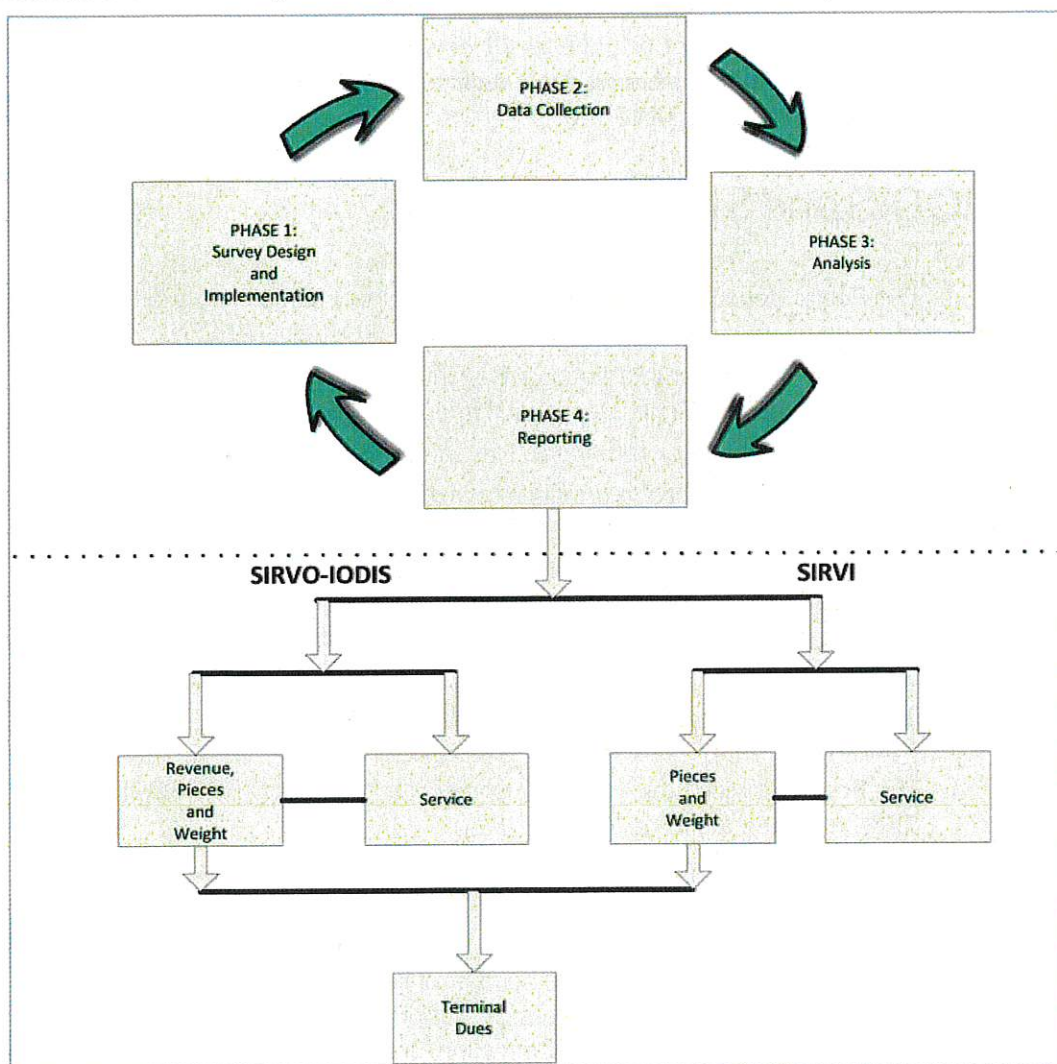 PHASE 2:
Data Collection
PHASE 1:
Survey Design
and
Implementation
PHASE 3:
Analysis
PHASE 4:
Reporting
SIRVO-IODIS
SIRVI
Revenue,
Pieces
and
Weight
Service
Pieces
and
Weight
Service
Terminal
Dues